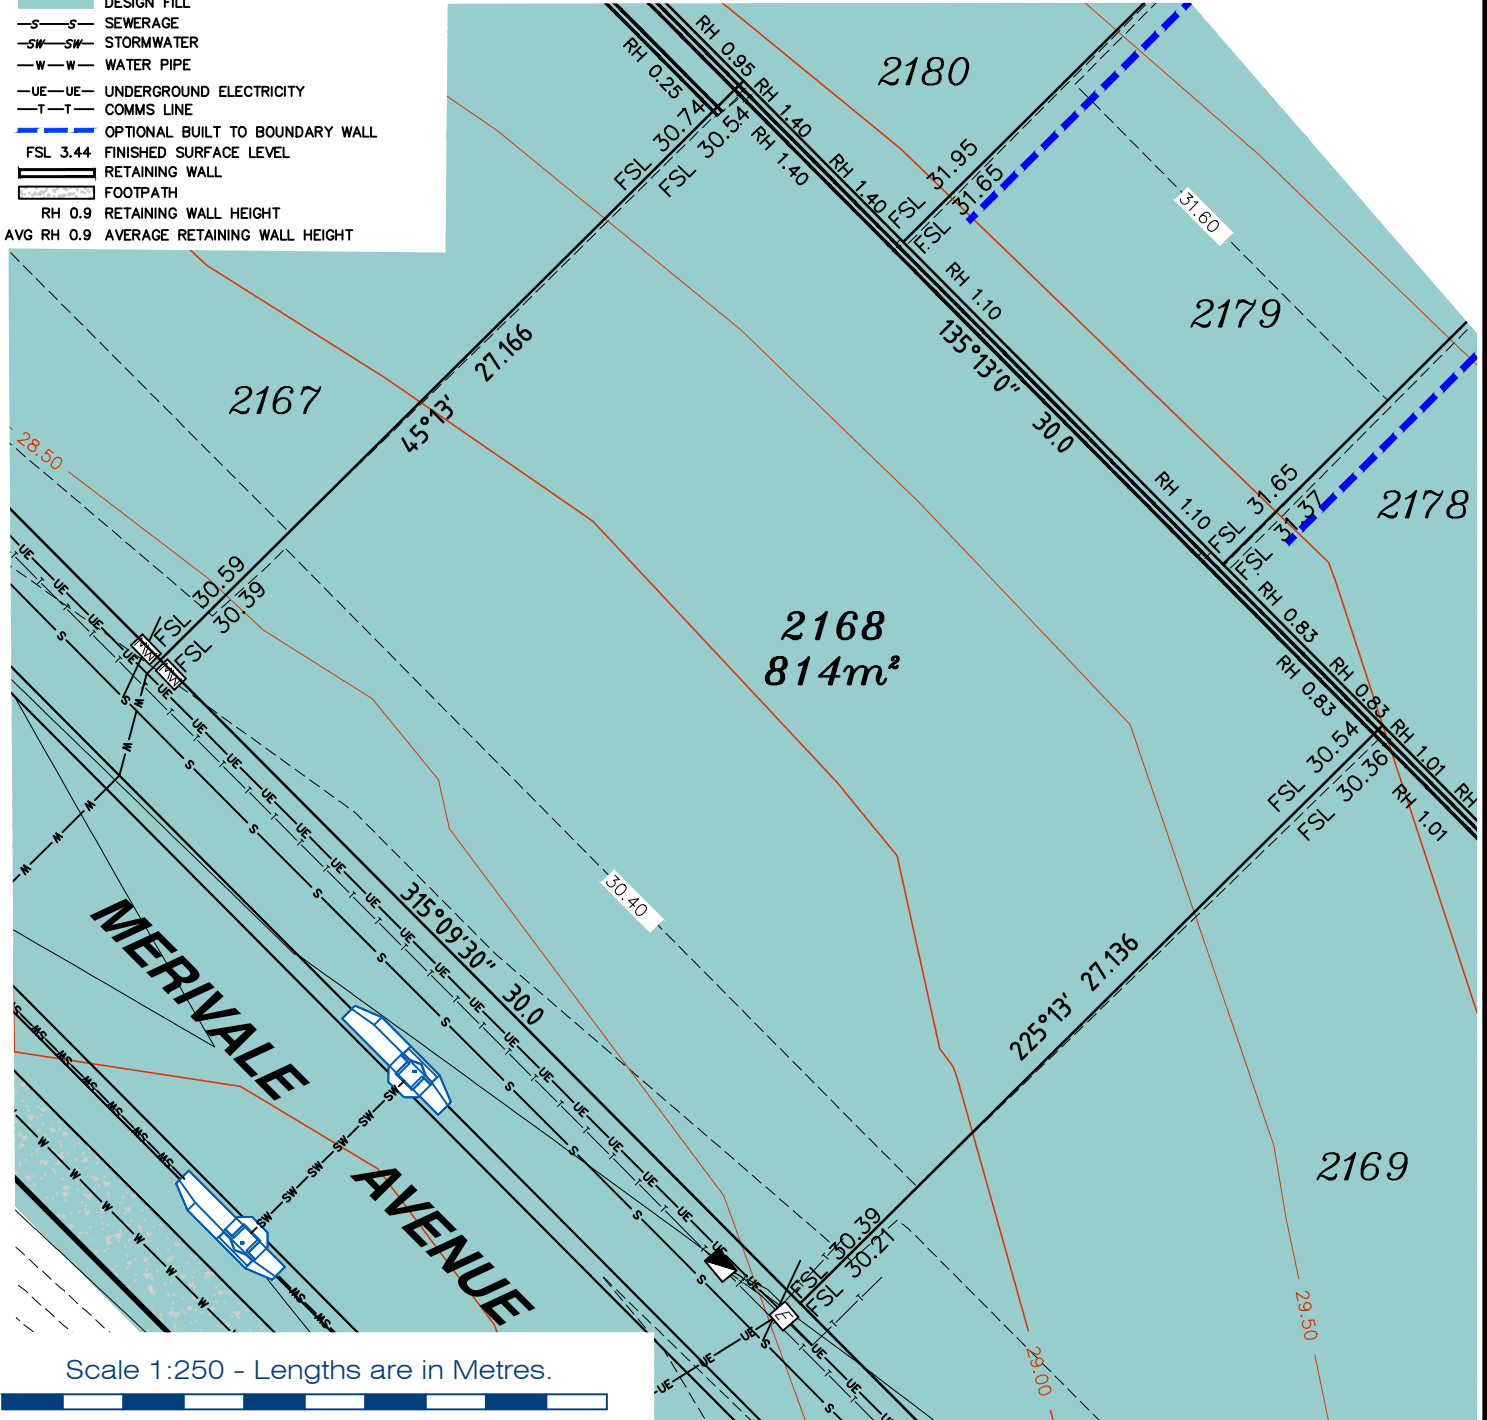 DESIGN FILL
S S SEWERAGE
SW SW STORMWATER
W W WATER PIPE
UE UE UNDERGROUND ELECTRICITY
T T COMMS LINE
OPTIONAL BUILT TO BOUNDARY WALL
FSL 3.44 FINISHED SURFACE LEVEL
RETAINING WALL
FOOTPATH
RH 0.9 RETAINING WALL HEIGHT
AVG RH 0.9 AVERAGE RETAINING WALL HEIGHT
RH 0.95
RH 0.25
RH 1.40
RH 1.40
RH 1.40
2180
FSL 30.74
FSL 30.54
FSL 31.95
FSL 31.65
31.60
RH 1.10
2179
135°13'0" 30.0
45°13' 27.166
2167
28.50
RH 1.10
FSL 31.65
FSL 31.37
2178
FSL 30.59
FSL 30.39
2168
814m²
RH 0.83
RH 0.83
RH 0.83
FSL 30.54
FSL 30.36
RH 1.01
RH 1.01
RH
30.40
315°09'30" 30.0
225°13' 27.136
MERIVALE
AVENUE
2169
FSL 30.39
FSL 30.21
E
29.50
29.00
Scale 1:250 - Lengths are in Metres.